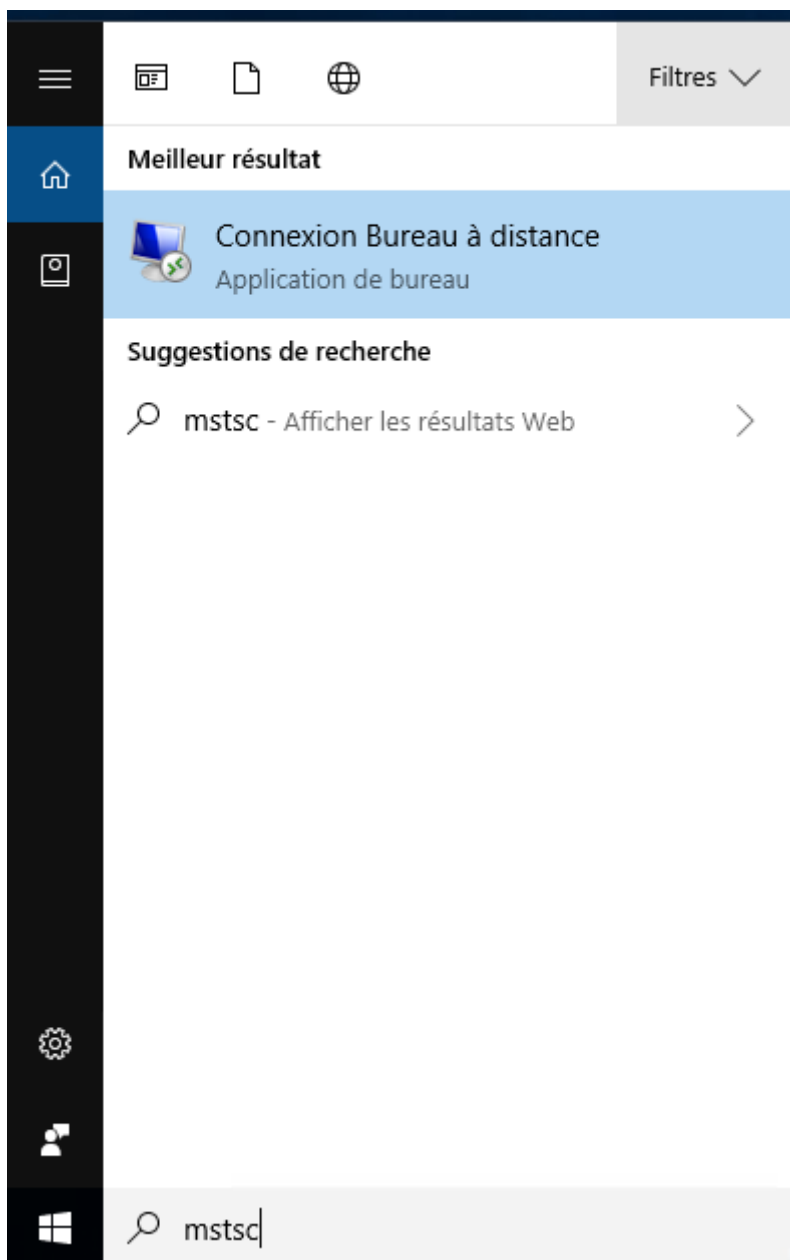 Filtres
Meilleur résultat
Connexion Bureau à distance
Application de bureau
Suggestions de recherche
mstsc - Afficher les résultats Web
mstsc